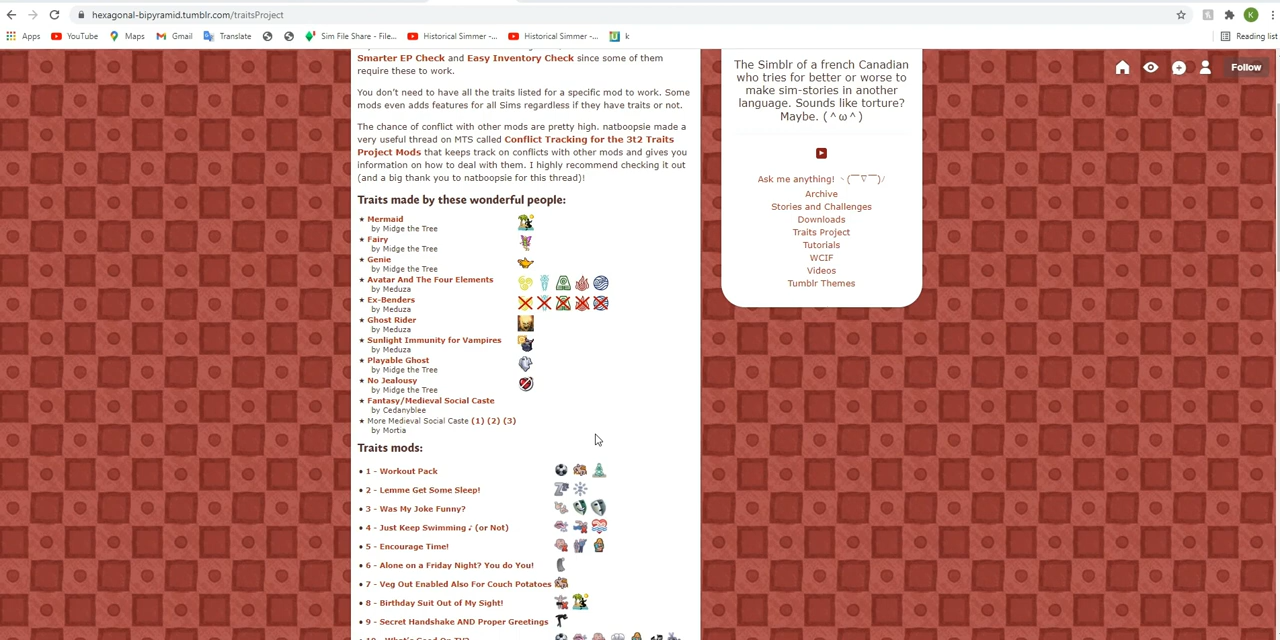 hexagonal-bipyramid.tumblr.com/traitsProject
K
Apps
YouTube
Maps
Gmail
Translate
Sim File Share - File...
Historical Simmer -...
Historical Simmer -...
k
Reading list
Smarter EP Check and Easy Inventory Check since some of them
require these to work.
You don't need to have all the traits listed for a specific mod to work. Some
mods even adds features for all Sims regardless if they have traits or not.
The chance of conflict with other mods are pretty high. natboopsie made a
very useful thread on MTS called Conflict Tracking for the 3t2 Traits
Project Mods that keeps track on conflicts with other mods and gives you
information on how to deal with them. I highly recommend checking it out
(and a big thank you to natboopsie for this thread)!
Traits made by these wonderful people:
★ Mermaid
by Midge the Tree
★ Fairy
by Midge the Tree
★ Genie
by Midge the Tree
★ Avatar And The Four Elements
by Meduza
★ Ex-Benders
by Meduza
★ Ghost Rider
by Meduza
★ Sunlight Immunity for Vampires
by Meduza
★ Playable Ghost
by Midge the Tree
★ No Jealousy
by Midge the Tree
★ Fantasy/Medieval Social Caste
by Cedanyblee
★ More Medieval Social Caste (1) (2) (3)
by Mortia
Traits mods:
• 1 - Workout Pack
• 2 - Lemme Get Some Sleep!
• 3 - Was My Joke Funny?
• 4 - Just Keep Swimming♪ (or Not)
• 5 - Encourage Time!
• 6 - Alone on a Friday Night? You do You!
• 7 - Veg Out Enabled Also For Couch Potatoes
• 8 - Birthday Suit Out of My Sight!
• 9 - Secret Handshake AND Proper Greetings
• 10 - What's Good On TV?
The Simblr of a french Canadian
who tries for better or worse to
make sim-stories in another
language. Sounds like torture?
Maybe. (^ω^)
Ask me anything! ヽ(￣▽￣)/
Archive
Stories and Challenges
Downloads
Traits Project
Tutorials
WCIF
Videos
Tumblr Themes
Follow